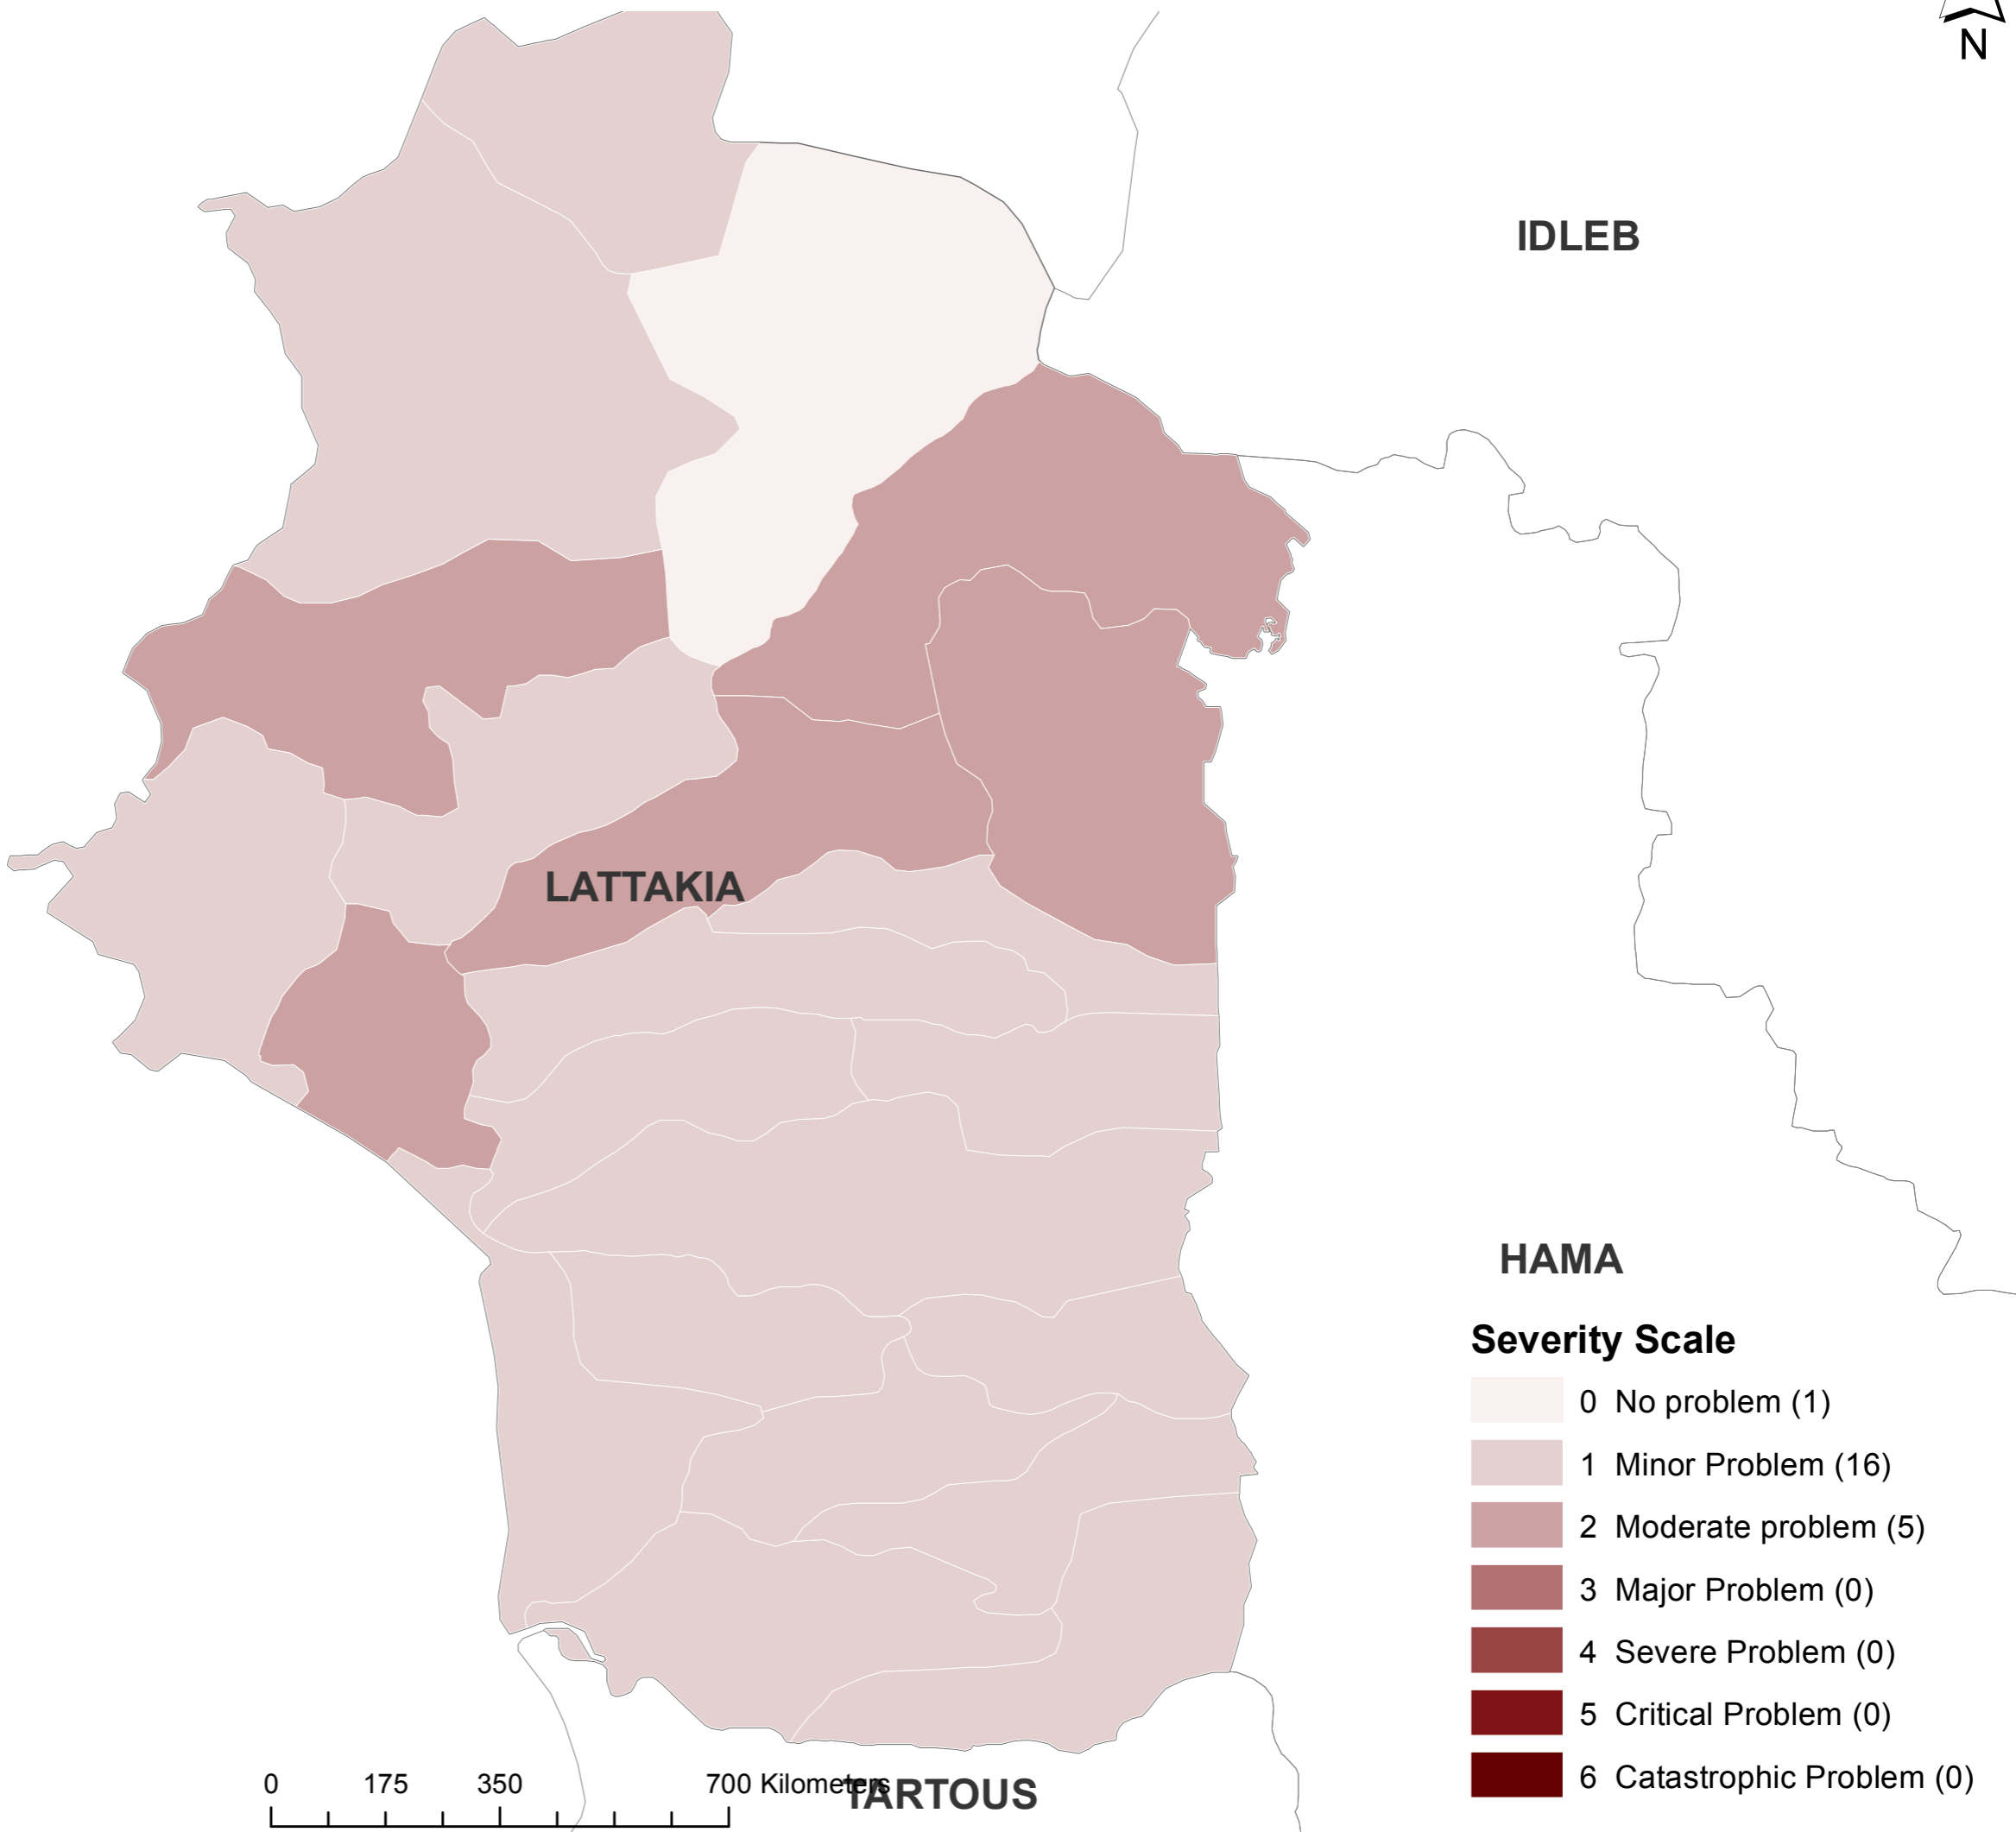 N
IDLEB
LATTAKIA
HAMA
Severity Scale
0 No problem (1)
1 Minor Problem (16)
2 Moderate problem (5)
3 Major Problem (0)
4 Severe Problem (0)
5 Critical Problem (0)
6 Catastrophic Problem (0)
0 175 350 700 Kilometers
TARTOUS